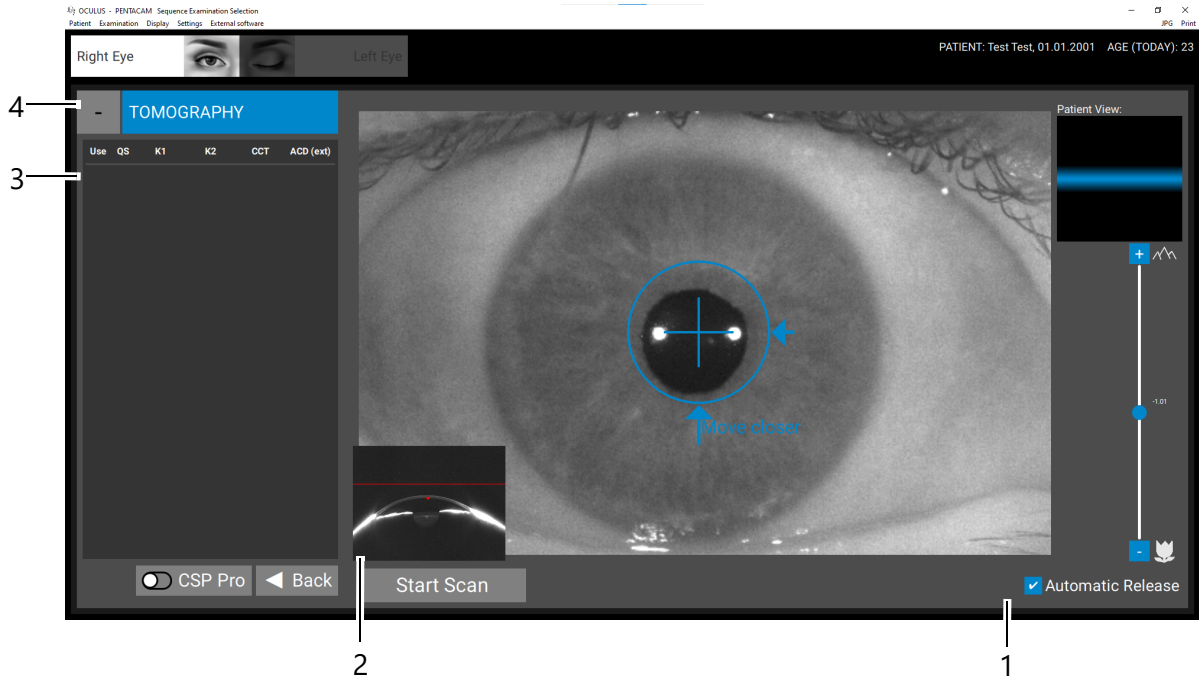 OCULUS - PENTACAM Sequence Examination Selection
Patient Examination Display Settings External software
JPG Print
Right Eye
Left Eye
PATIENT: Test Test, 01.01.2001 AGE (TODAY): 23
4
- TOMOGRAPHY
Patient View:
Use QS K1 K2 CCT ACD (ext)
3
+
-1.01
Move closer
-
CSP Pro
Back
Start Scan
Automatic Release
2
1